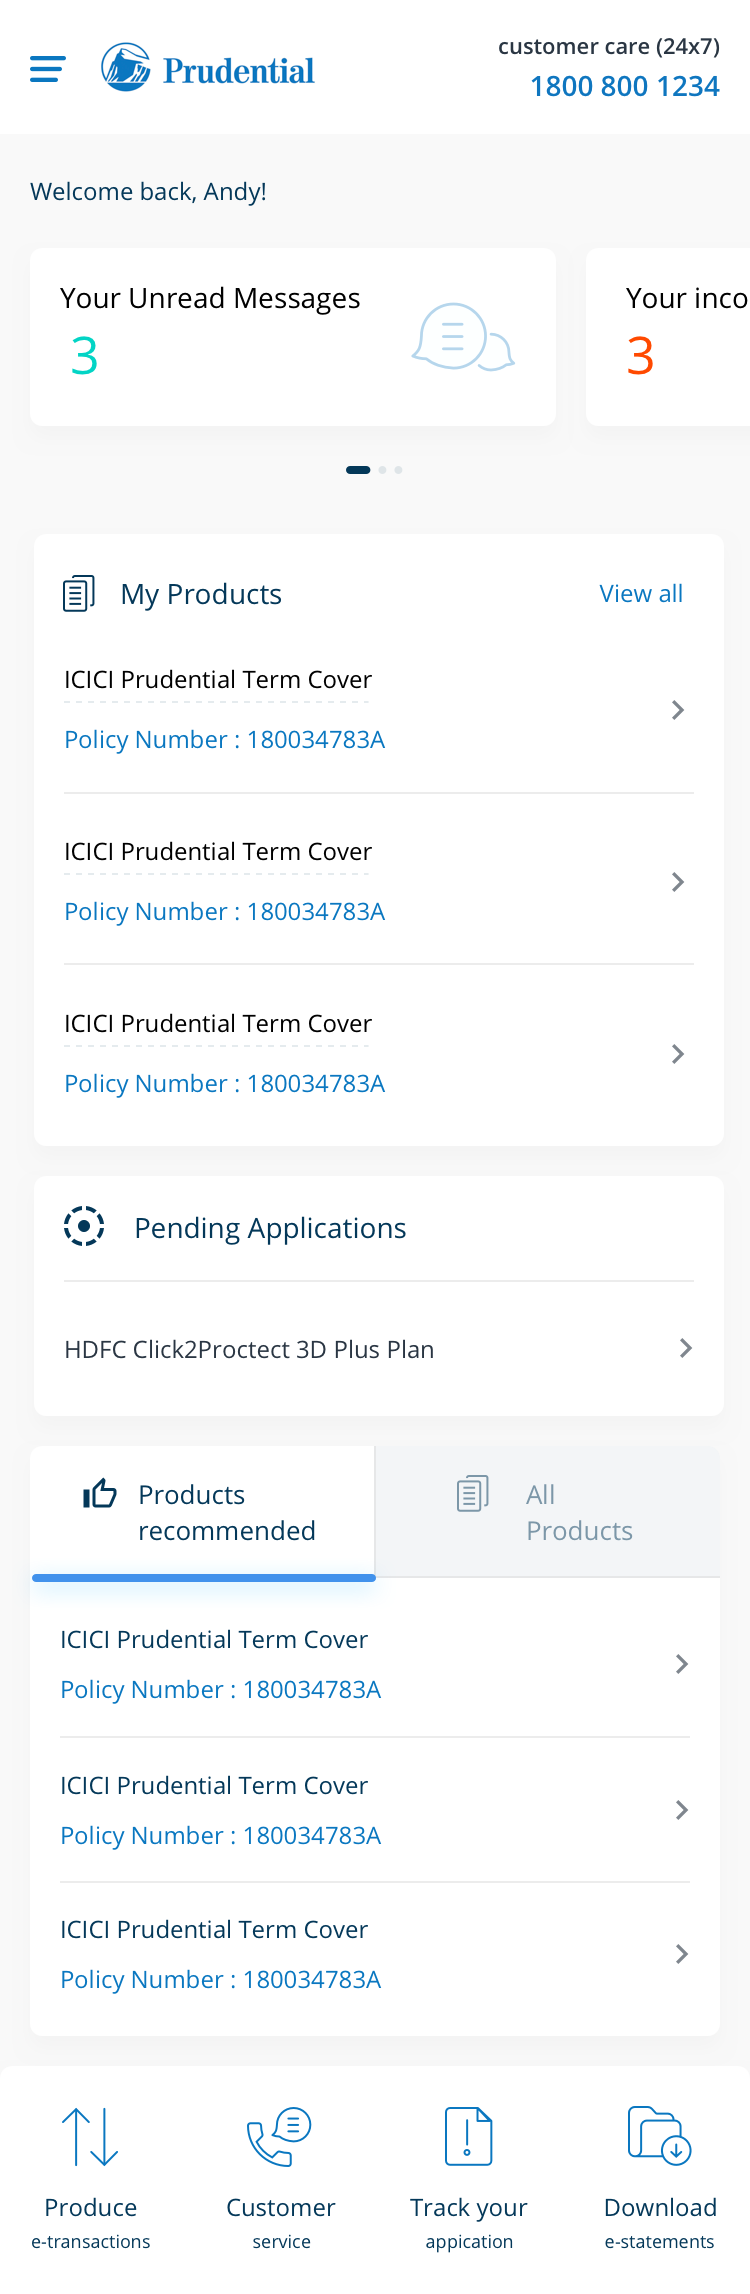 Prudential
customer care (24x7)
1800 800 1234
Welcome back, Andy!
Your Unread Messages
3
Your inco
3
My Products
View all
ICICI Prudential Term Cover
Policy Number : 180034783A
ICICI Prudential Term Cover
Policy Number : 180034783A
ICICI Prudential Term Cover
Policy Number : 180034783A
Pending Applications
HDFC Click2Proctect 3D Plus Plan
Products
recommended
All
Products
ICICI Prudential Term Cover
Policy Number : 180034783A
ICICI Prudential Term Cover
Policy Number : 180034783A
ICICI Prudential Term Cover
Policy Number : 180034783A
Produce
e-transactions
Customer
service
Track your
appication
Download
e-statements